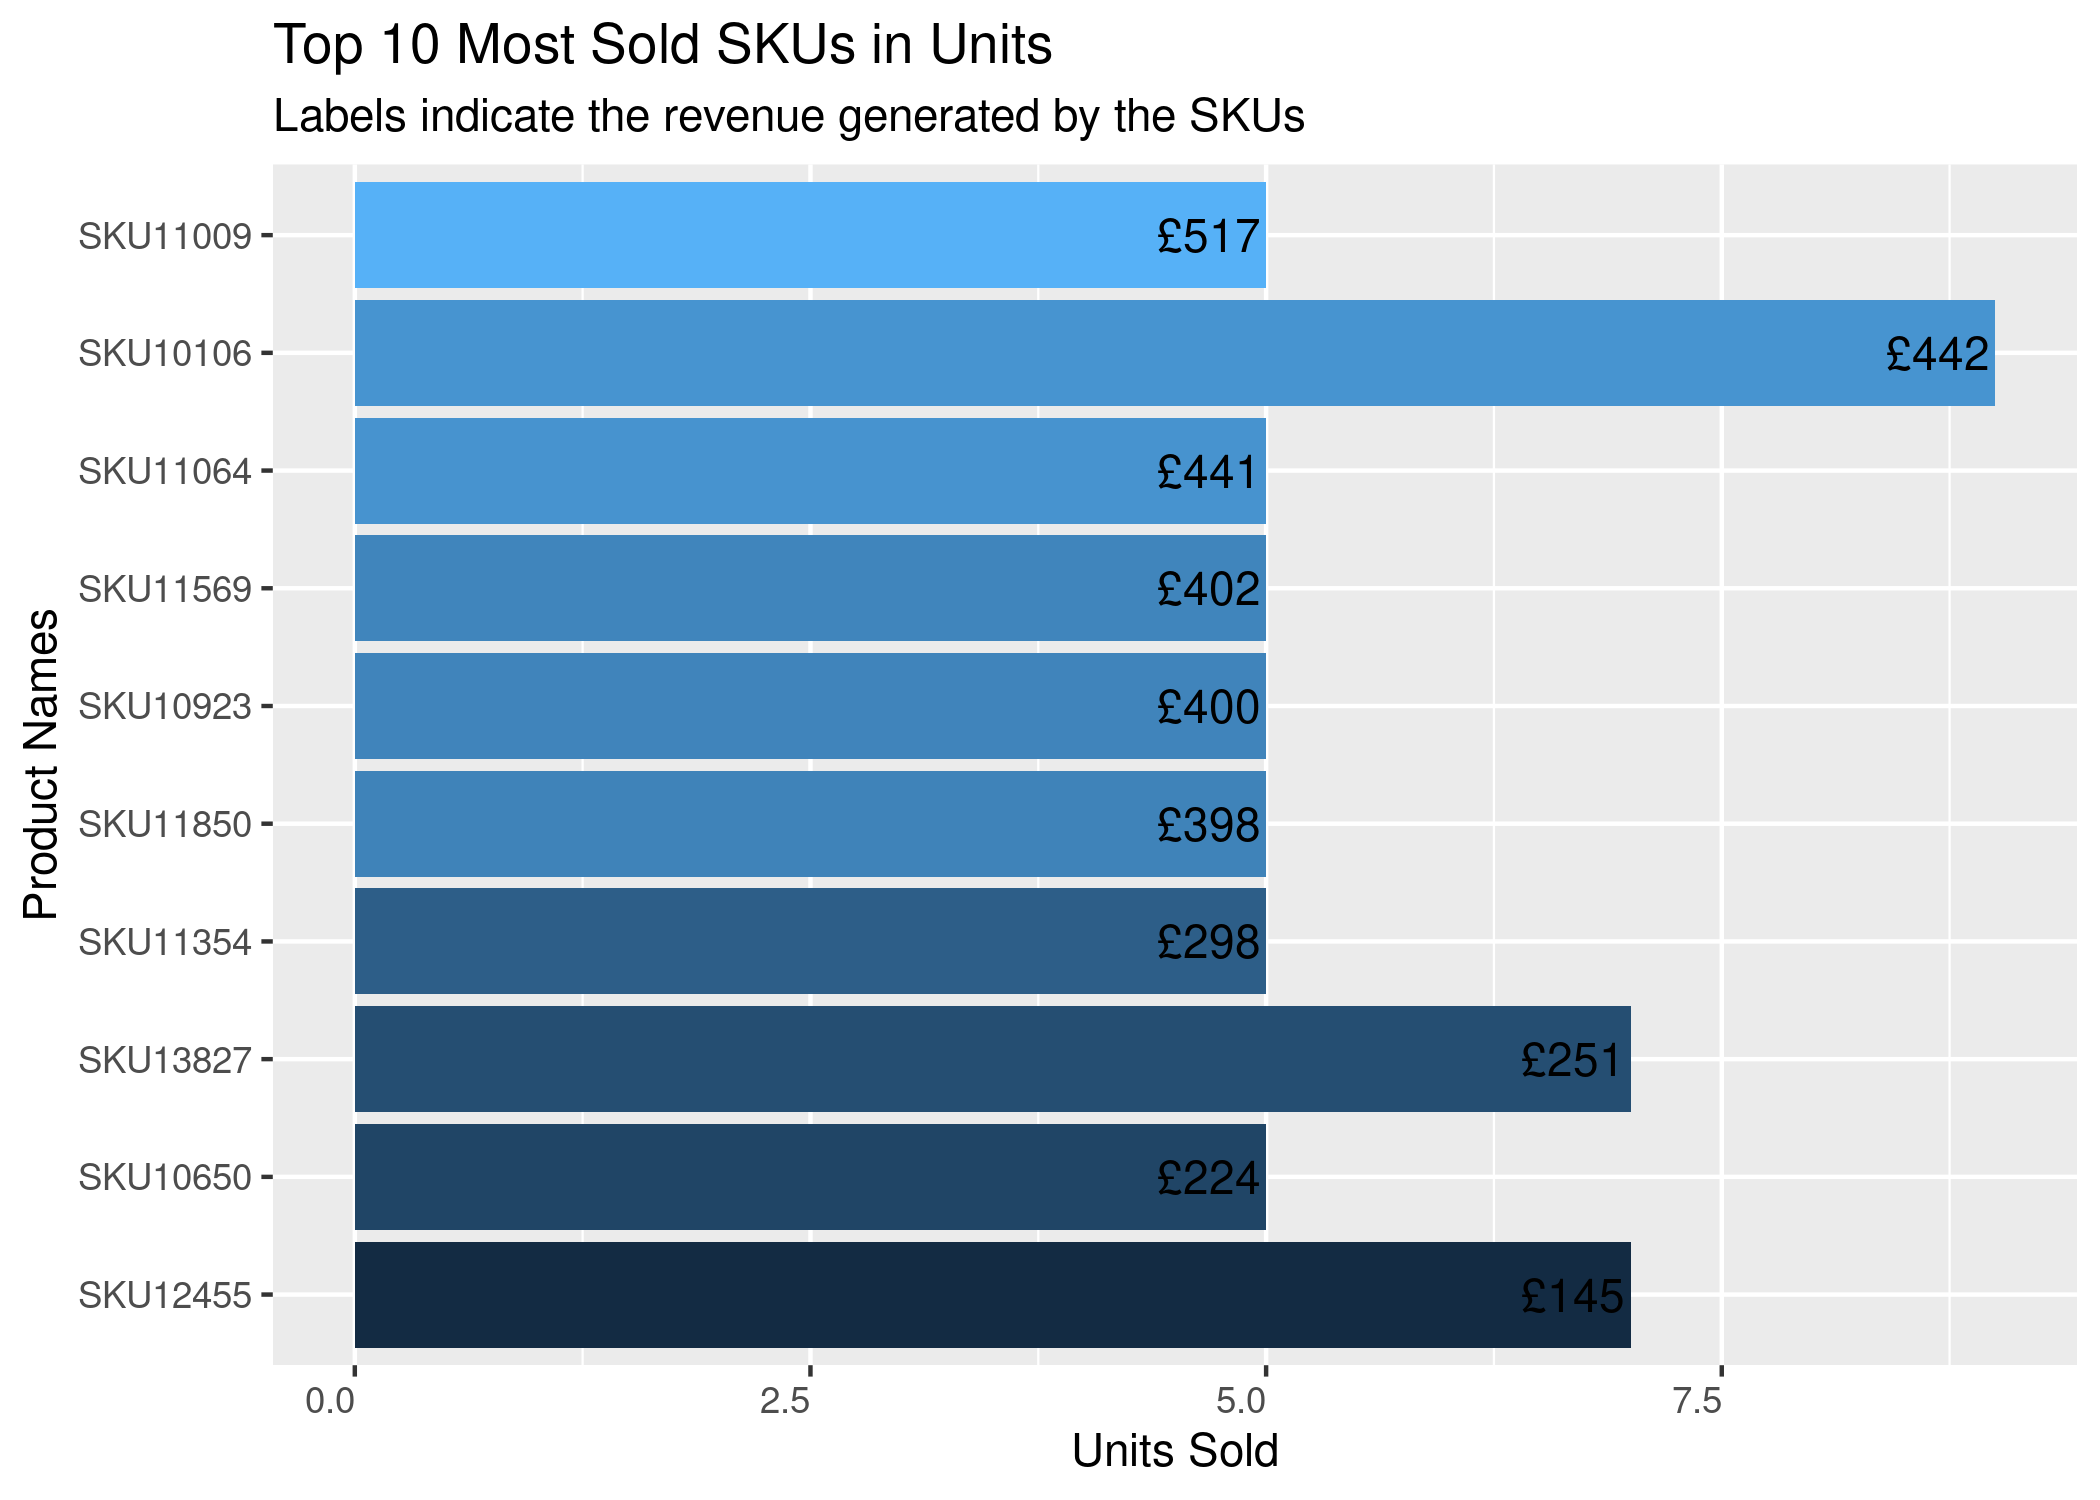 Top 10 Most Sold SKUs in Units
Labels indicate the revenue generated by the SKUs
Product Names
SKU11009 £517
SKU10106 £442
SKU11064 £441
SKU11569 £402
SKU10923 £400
SKU11850 £398
SKU11354 £298
SKU13827 £251
SKU10650 £224
SKU12455 £145
0.0 2.5 5.0 7.5
Units Sold